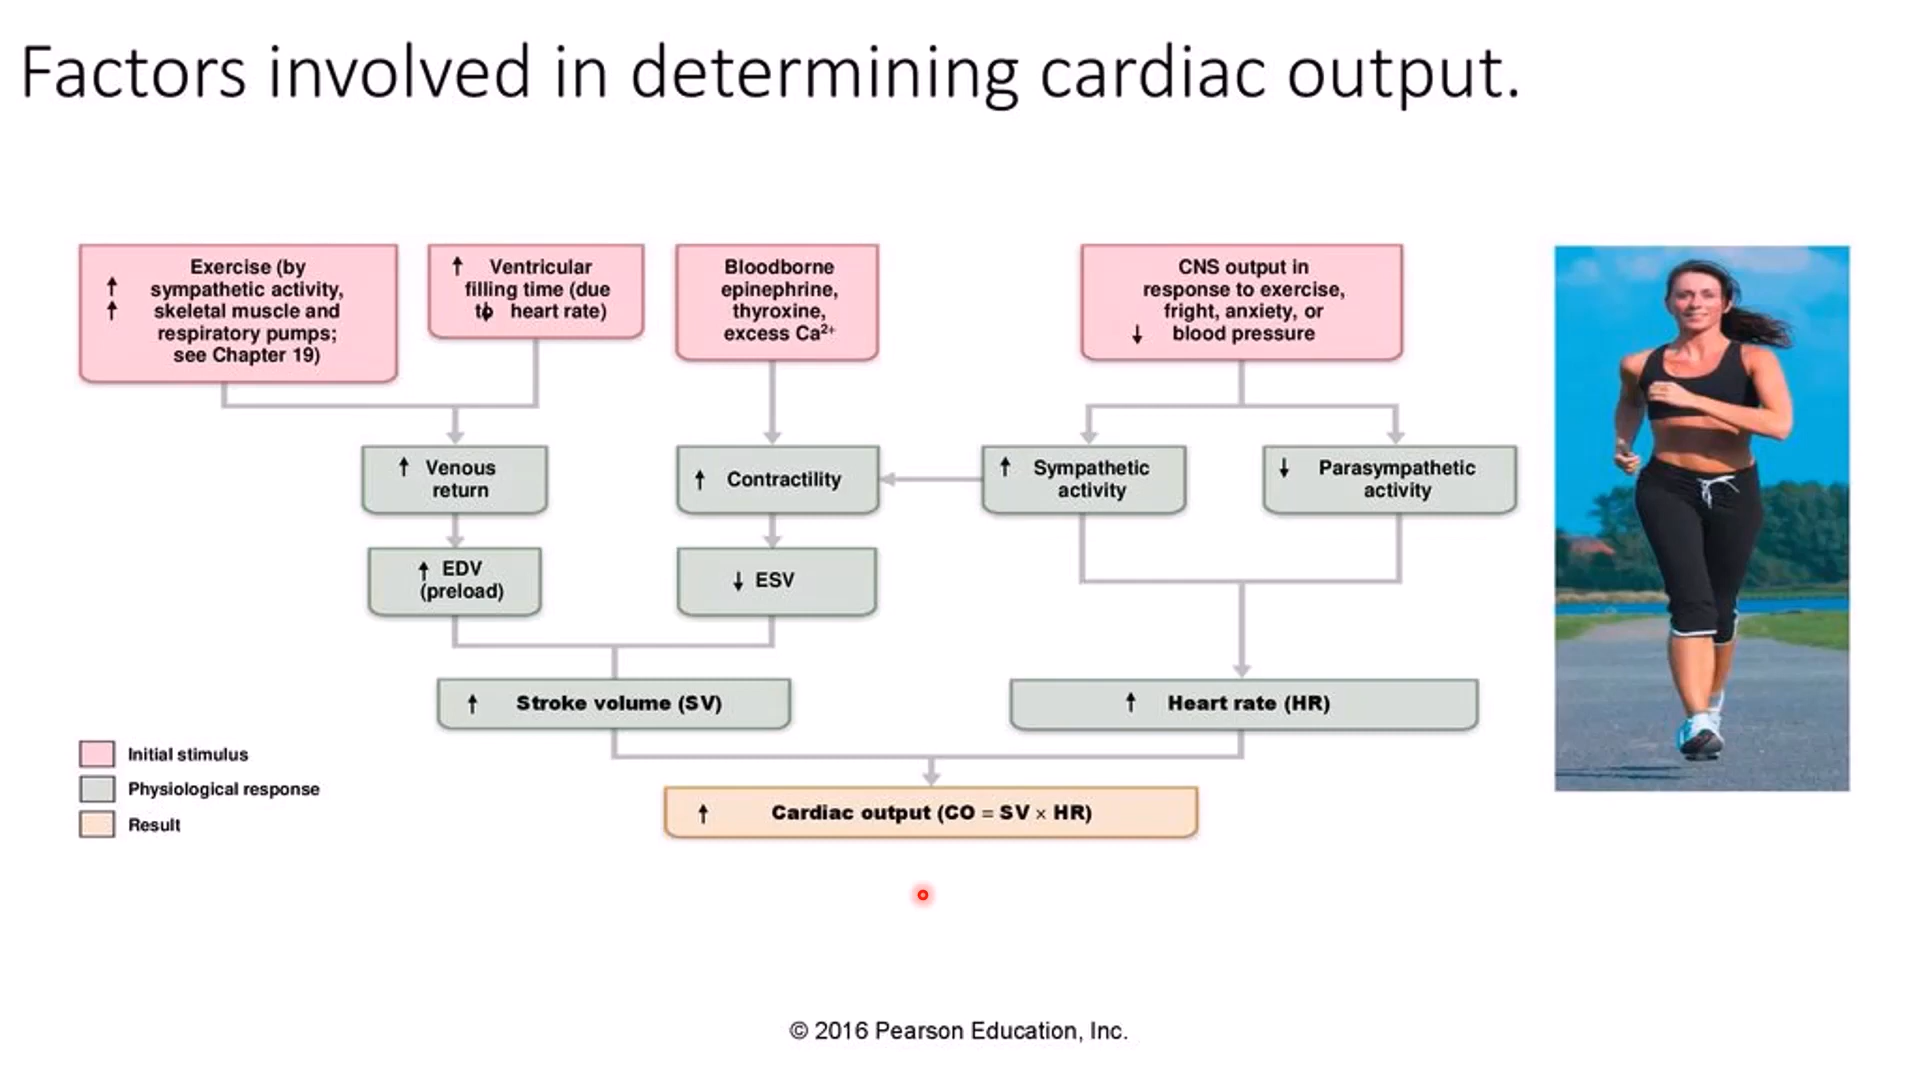 Factors involved in determining cardiac output.
Exercise (by
↑ sympathetic activity,
↑ skeletal muscle and
respiratory pumps;
see Chapter 19)
↑ Ventricular
filling time (due
to ↓ heart rate)
Bloodborne
epinephrine,
thyroxine,
excess Ca²⁺
CNS output in
response to exercise,
fright, anxiety, or
↓ blood pressure
↑ Venous
return
↑ Contractility
↑ Sympathetic
activity
↓ Parasympathetic
activity
↑ EDV
(preload)
↓ ESV
↑ Stroke volume (SV)
↑ Heart rate (HR)
Initial stimulus
Physiological response
Result
↑ Cardiac output (CO = SV × HR)
© 2016 Pearson Education, Inc.